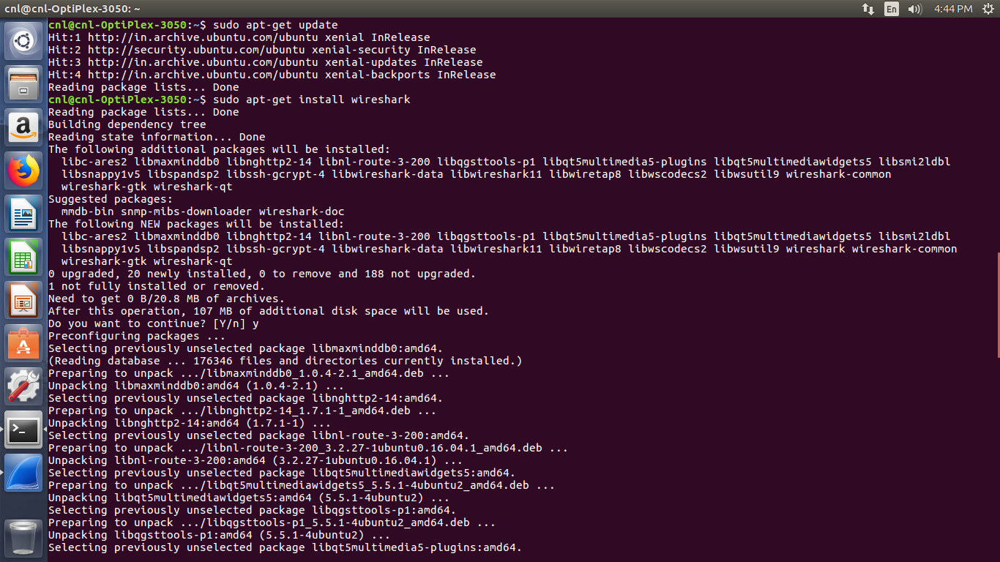 cnl@cnl-OptiPlex-3050: ~
En
4:44 PM
cnl@cnl-OptiPlex-3050:~$ sudo apt-get update
Hit:1 http://in.archive.ubuntu.com/ubuntu xenial InRelease
Hit:2 http://security.ubuntu.com/ubuntu xenial-security InRelease
Hit:3 http://in.archive.ubuntu.com/ubuntu xenial-updates InRelease
Hit:4 http://in.archive.ubuntu.com/ubuntu xenial-backports InRelease
Reading package lists... Done
cnl@cnl-OptiPlex-3050:~$ sudo apt-get install wireshark
Reading package lists... Done
Building dependency tree
Reading state information... Done
The following additional packages will be installed:
  libc-ares2 libmaxminddb0 libnghttp2-14 libnl-route-3-200 libqgsttools-p1 libqt5multimedia5-plugins libqt5multimediawidgets5 libsmi2ldbl
  libsnappy1v5 libspandsp2 libssh-gcrypt-4 libwireshark-data libwireshark11 libwiretap8 libwscodecs2 libwsutil9 wireshark-common
  wireshark-gtk wireshark-qt
Suggested packages:
  mmdb-bin snmp-mibs-downloader wireshark-doc
The following NEW packages will be installed:
  libc-ares2 libmaxminddb0 libnghttp2-14 libnl-route-3-200 libqgsttools-p1 libqt5multimedia5-plugins libqt5multimediawidgets5 libsmi2ldbl
  libsnappy1v5 libspandsp2 libssh-gcrypt-4 libwireshark-data libwireshark11 libwiretap8 libwscodecs2 libwsutil9 wireshark wireshark-common
  wireshark-gtk wireshark-qt
0 upgraded, 20 newly installed, 0 to remove and 188 not upgraded.
1 not fully installed or removed.
Need to get 0 B/20.8 MB of archives.
After this operation, 107 MB of additional disk space will be used.
Do you want to continue? [Y/n] y
Preconfiguring packages ...
Selecting previously unselected package libmaxminddb0:amd64.
(Reading database ... 176346 files and directories currently installed.)
Preparing to unpack .../libmaxminddb0_1.0.4-2.1_amd64.deb ...
Unpacking libmaxminddb0:amd64 (1.0.4-2.1) ...
Selecting previously unselected package libnghttp2-14:amd64.
Preparing to unpack .../libnghttp2-14_1.7.1-1_amd64.deb ...
Unpacking libnghttp2-14:amd64 (1.7.1-1) ...
Selecting previously unselected package libnl-route-3-200:amd64.
Preparing to unpack .../libnl-route-3-200_3.2.27-1ubuntu0.16.04.1_amd64.deb ...
Unpacking libnl-route-3-200:amd64 (3.2.27-1ubuntu0.16.04.1) ...
Selecting previously unselected package libqt5multimediawidgets5:amd64.
Preparing to unpack .../libqt5multimediawidgets5_5.5.1-4ubuntu2_amd64.deb ...
Unpacking libqt5multimediawidgets5:amd64 (5.5.1-4ubuntu2) ...
Selecting previously unselected package libqgsttools-p1:amd64.
Preparing to unpack .../libqgsttools-p1_5.5.1-4ubuntu2_amd64.deb ...
Unpacking libqgsttools-p1:amd64 (5.5.1-4ubuntu2) ...
Selecting previously unselected package libqt5multimedia5-plugins:amd64.